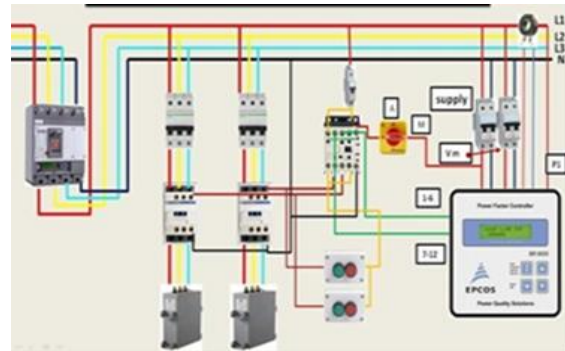 L1
L2
L3
N
supply
A
M
Vm
P1
1-6
7-12
Power Factor Controller
EPCOS
Power Quality Solutions